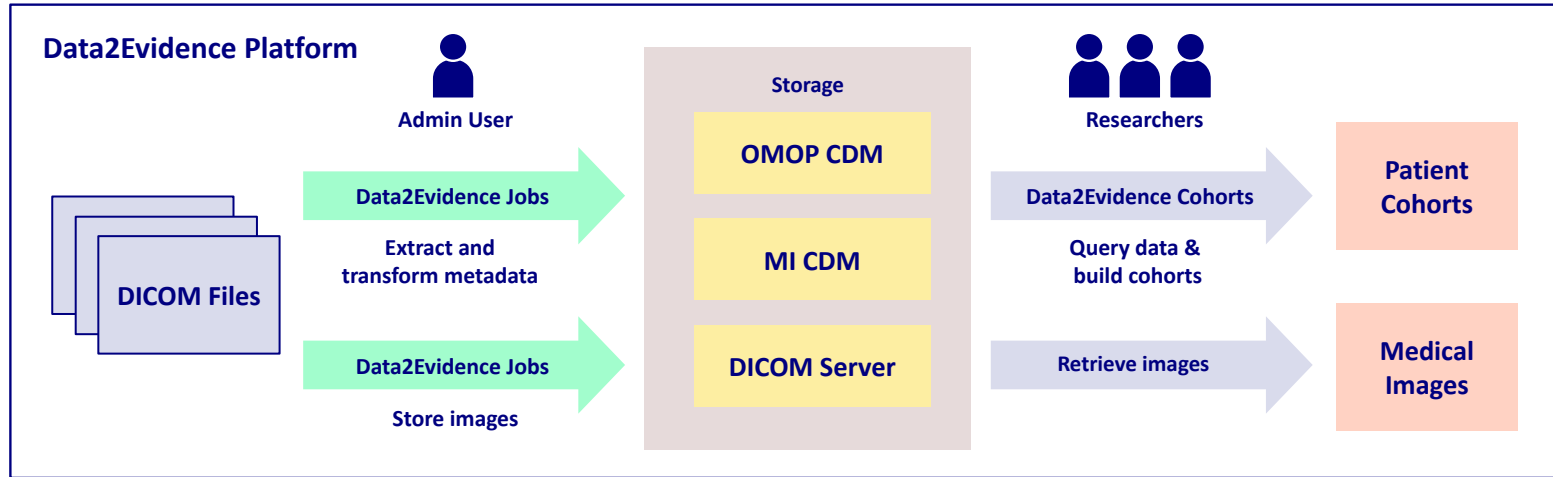 Data2Evidence Platform
Admin User
Storage
Researchers
DICOM Files
Data2Evidence Jobs
Extract and
transform metadata
Data2Evidence Jobs
Store images
OMOP CDM
MI CDM
DICOM Server
Data2Evidence Cohorts
Query data &
build cohorts
Retrieve images
Patient
Cohorts
Medical
Images